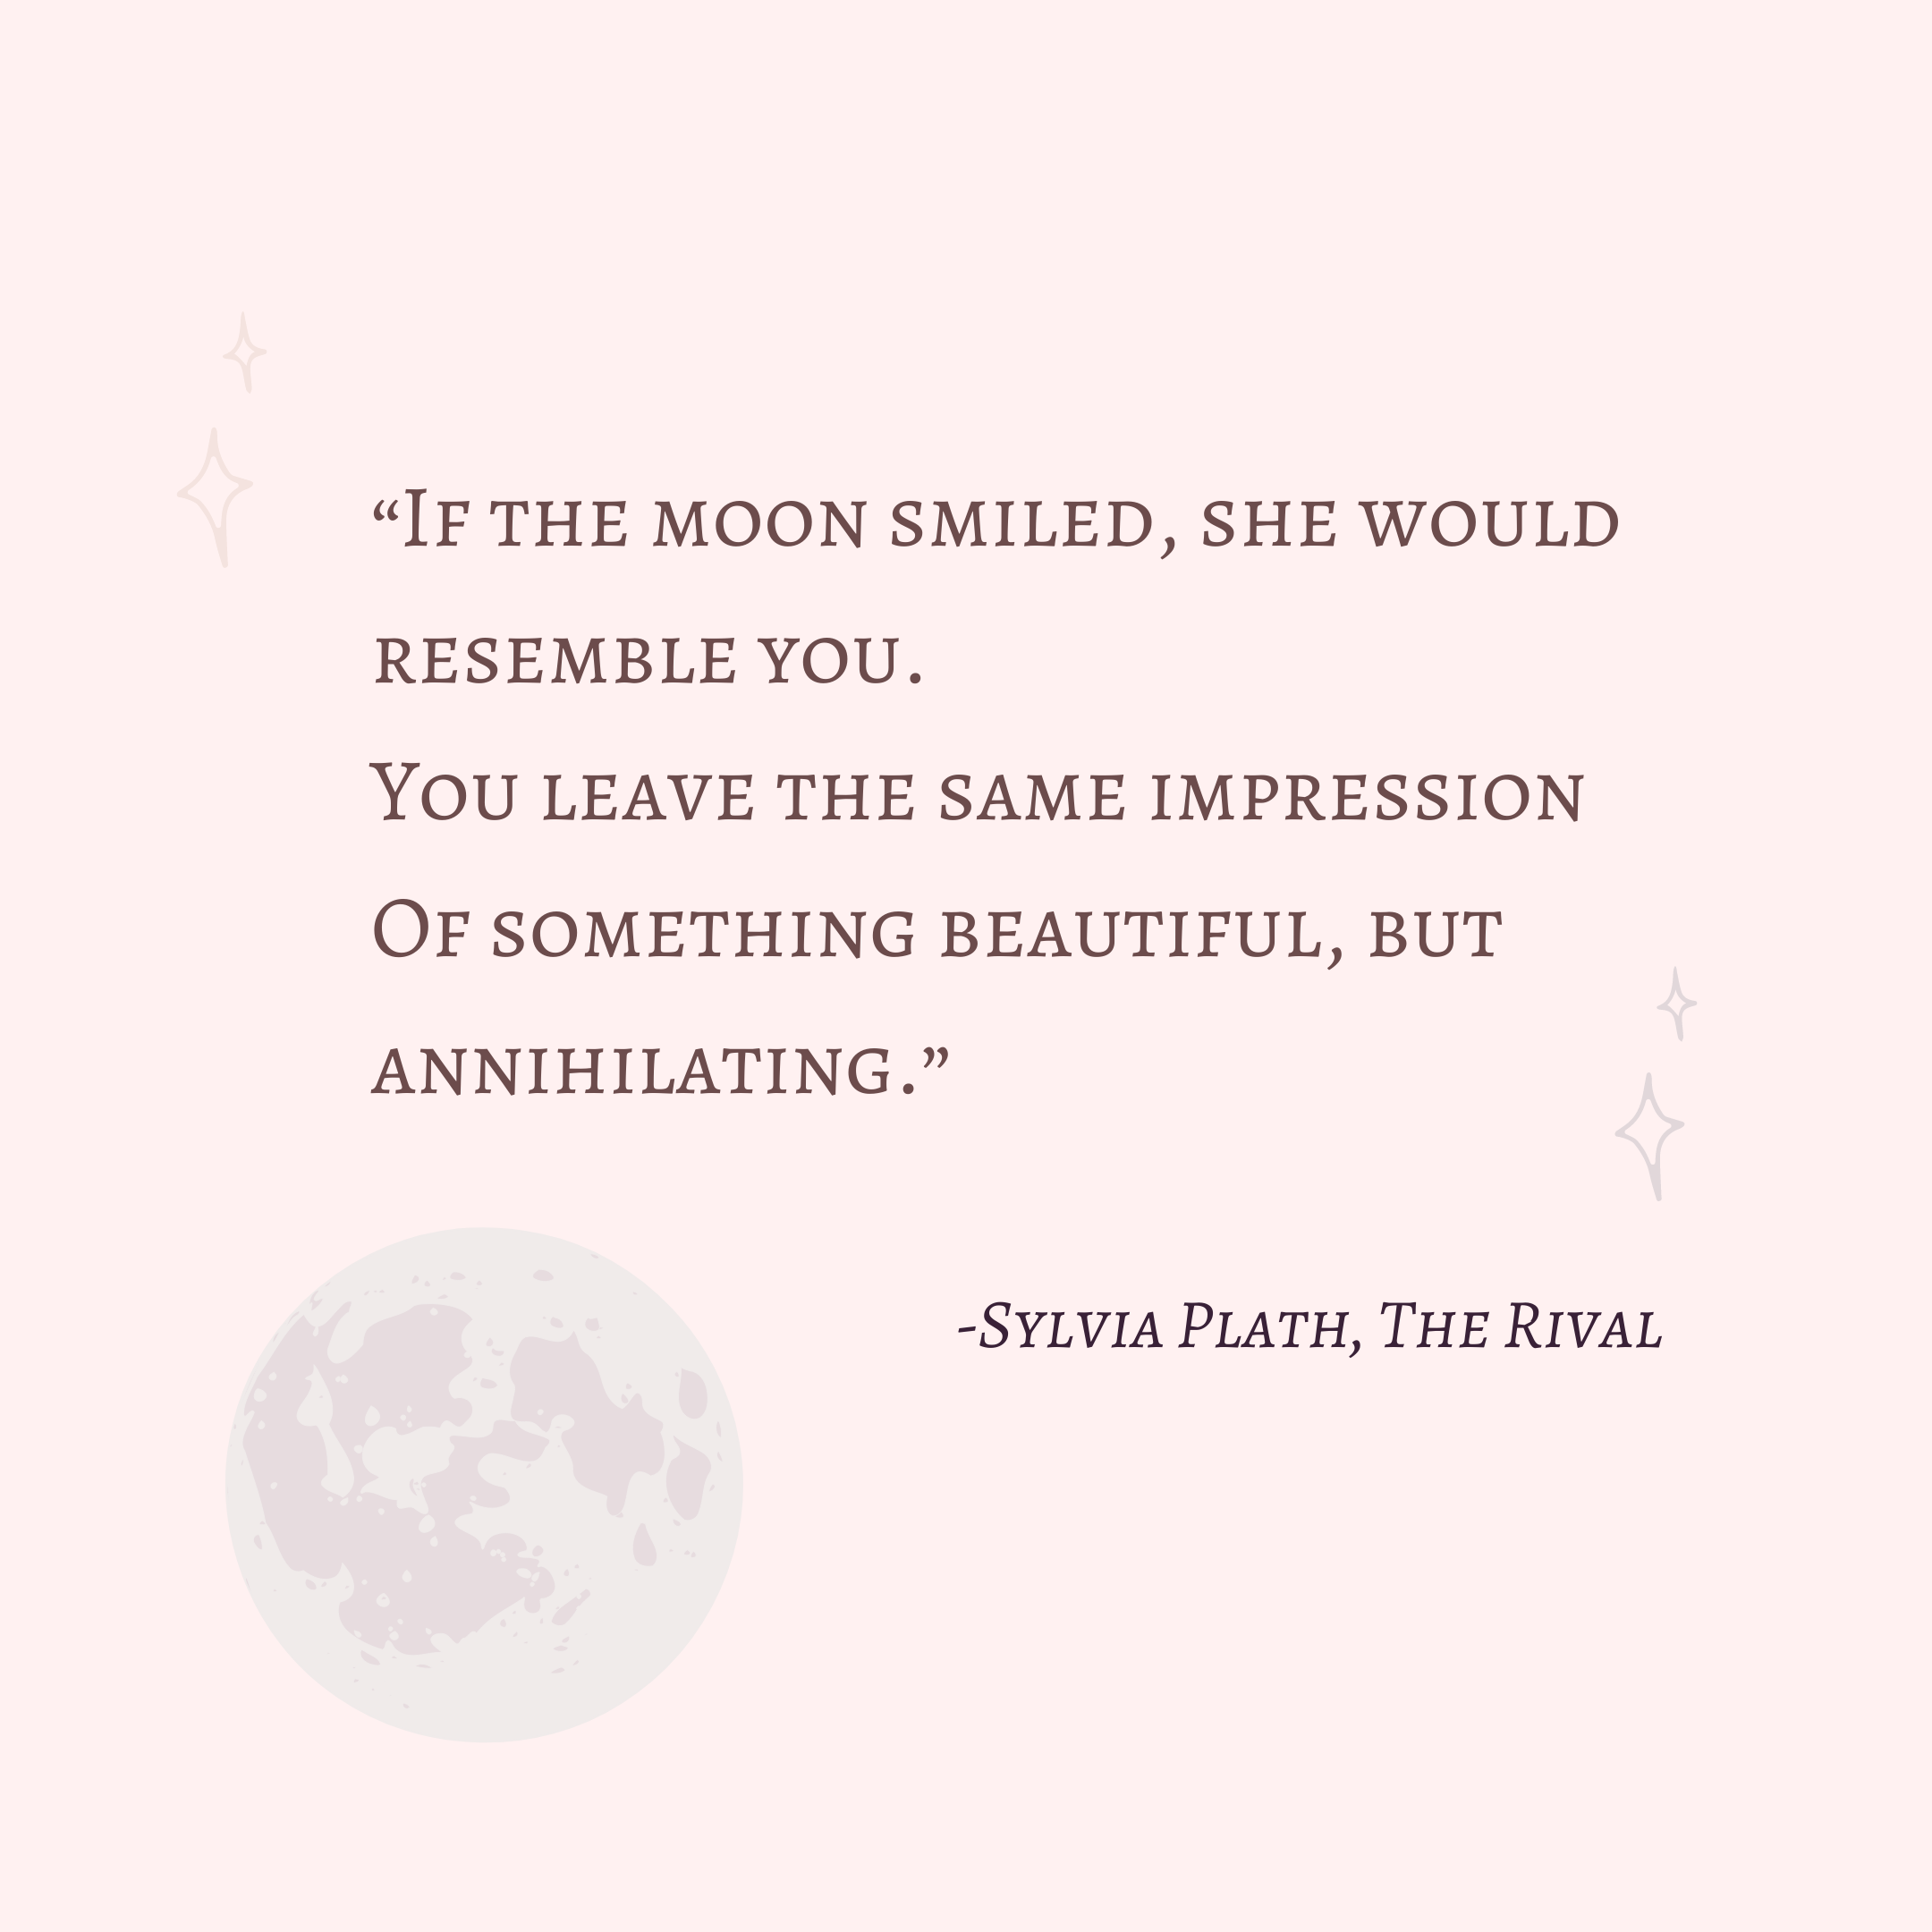 “If the moon smiled, she would
resemble you.
You leave the same impression
Of something beautiful, but
annihilating.”
-Sylvia Plath, The Rival